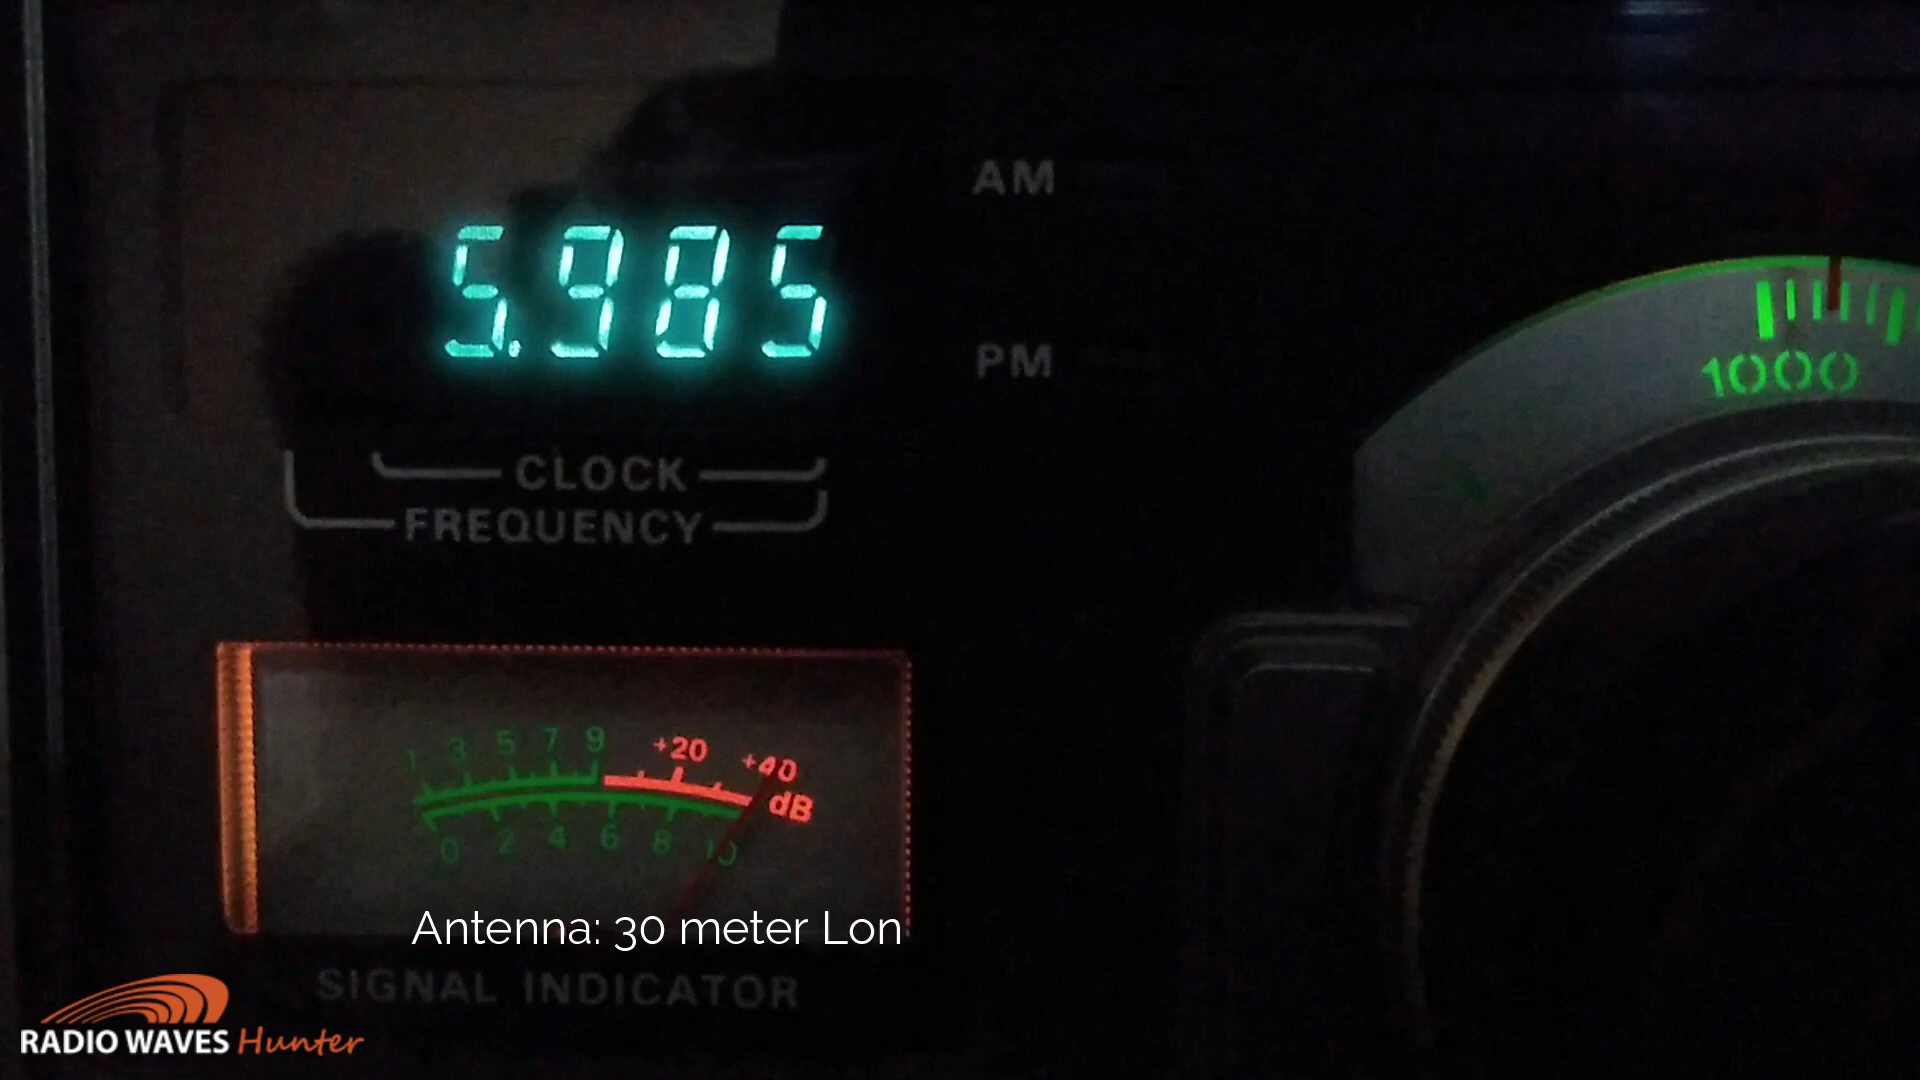 AM
5.985
PM
1000
CLOCK
FREQUENCY
1 3 5 7 9 +20 +40
dB
0 2 4 6 8 10
Antenna: 30 meter Lon
SIGNAL INDICATOR
RADIO WAVES Hunter